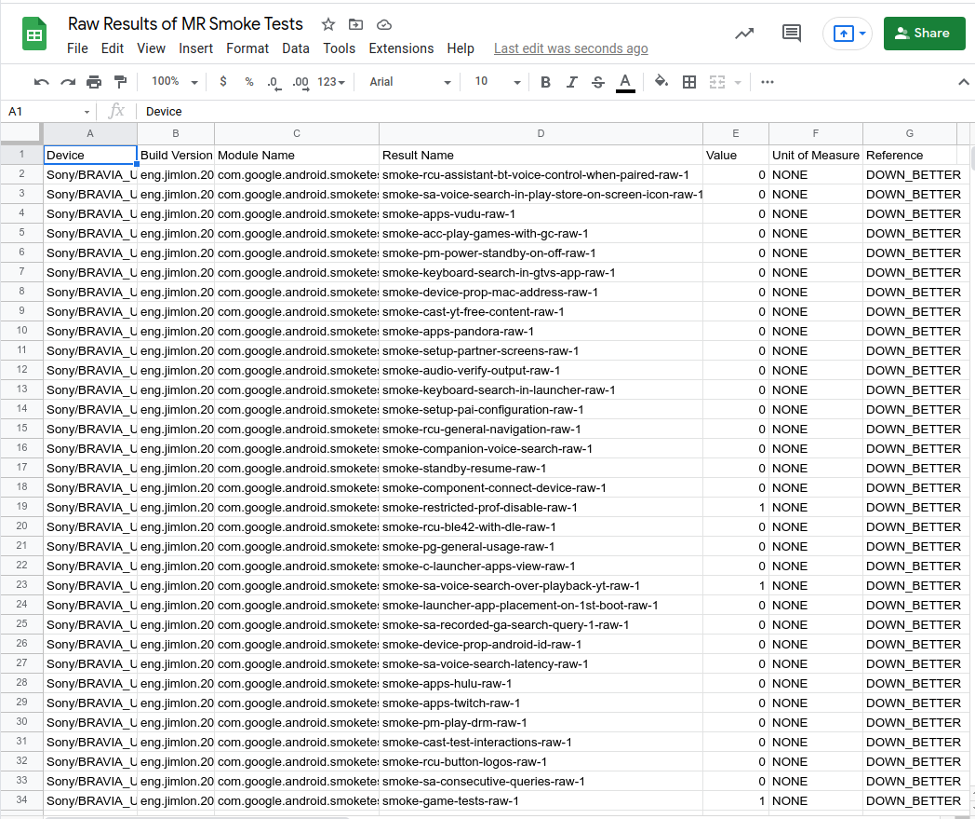 Raw Results of MR Smoke Tests
File Edit View Insert Format Data Tools Extensions Help Last edit was seconds ago
Share
100% $ % .0 .00 123 Arial 10 B I S A
A1 fx Device
A B C D E F G
1 Device Build Version Module Name Result Name Value Unit of Measure Reference
2 Sony/BRAVIA_U eng.jimlon.20 com.google.android.smoketes smoke-rcu-assistant-bt-voice-control-when-paired-raw-1 0 NONE DOWN_BETTER
3 Sony/BRAVIA_U eng.jimlon.20 com.google.android.smoketes smoke-sa-voice-search-in-play-store-on-screen-icon-raw-1 0 NONE DOWN_BETTER
4 Sony/BRAVIA_U eng.jimlon.20 com.google.android.smoketes smoke-apps-vudu-raw-1 0 NONE DOWN_BETTER
5 Sony/BRAVIA_U eng.jimlon.20 com.google.android.smoketes smoke-acc-play-games-with-gc-raw-1 0 NONE DOWN_BETTER
6 Sony/BRAVIA_U eng.jimlon.20 com.google.android.smoketes smoke-pm-power-standby-on-off-raw-1 0 NONE DOWN_BETTER
7 Sony/BRAVIA_U eng.jimlon.20 com.google.android.smoketes smoke-keyboard-search-in-gtvs-app-raw-1 0 NONE DOWN_BETTER
8 Sony/BRAVIA_U eng.jimlon.20 com.google.android.smoketes smoke-device-prop-mac-address-raw-1 0 NONE DOWN_BETTER
9 Sony/BRAVIA_U eng.jimlon.20 com.google.android.smoketes smoke-cast-yt-free-content-raw-1 0 NONE DOWN_BETTER
10 Sony/BRAVIA_U eng.jimlon.20 com.google.android.smoketes smoke-apps-pandora-raw-1 0 NONE DOWN_BETTER
11 Sony/BRAVIA_U eng.jimlon.20 com.google.android.smoketes smoke-setup-partner-screens-raw-1 0 NONE DOWN_BETTER
12 Sony/BRAVIA_U eng.jimlon.20 com.google.android.smoketes smoke-audio-verify-output-raw-1 0 NONE DOWN_BETTER
13 Sony/BRAVIA_U eng.jimlon.20 com.google.android.smoketes smoke-keyboard-search-in-launcher-raw-1 0 NONE DOWN_BETTER
14 Sony/BRAVIA_U eng.jimlon.20 com.google.android.smoketes smoke-setup-pai-configuration-raw-1 0 NONE DOWN_BETTER
15 Sony/BRAVIA_U eng.jimlon.20 com.google.android.smoketes smoke-rcu-general-navigation-raw-1 0 NONE DOWN_BETTER
16 Sony/BRAVIA_U eng.jimlon.20 com.google.android.smoketes smoke-companion-voice-search-raw-1 0 NONE DOWN_BETTER
17 Sony/BRAVIA_U eng.jimlon.20 com.google.android.smoketes smoke-standby-resume-raw-1 0 NONE DOWN_BETTER
18 Sony/BRAVIA_U eng.jimlon.20 com.google.android.smoketes smoke-component-connect-device-raw-1 0 NONE DOWN_BETTER
19 Sony/BRAVIA_U eng.jimlon.20 com.google.android.smoketes smoke-restricted-prof-disable-raw-1 1 NONE DOWN_BETTER
20 Sony/BRAVIA_U eng.jimlon.20 com.google.android.smoketes smoke-rcu-ble42-with-dle-raw-1 0 NONE DOWN_BETTER
21 Sony/BRAVIA_U eng.jimlon.20 com.google.android.smoketes smoke-pg-general-usage-raw-1 0 NONE DOWN_BETTER
22 Sony/BRAVIA_U eng.jimlon.20 com.google.android.smoketes smoke-c-launcher-apps-view-raw-1 0 NONE DOWN_BETTER
23 Sony/BRAVIA_U eng.jimlon.20 com.google.android.smoketes smoke-sa-voice-search-over-playback-yt-raw-1 1 NONE DOWN_BETTER
24 Sony/BRAVIA_U eng.jimlon.20 com.google.android.smoketes smoke-launcher-app-placement-on-1st-boot-raw-1 0 NONE DOWN_BETTER
25 Sony/BRAVIA_U eng.jimlon.20 com.google.android.smoketes smoke-sa-recorded-ga-search-query-1-raw-1 0 NONE DOWN_BETTER
26 Sony/BRAVIA_U eng.jimlon.20 com.google.android.smoketes smoke-device-prop-android-id-raw-1 0 NONE DOWN_BETTER
27 Sony/BRAVIA_U eng.jimlon.20 com.google.android.smoketes smoke-sa-voice-search-latency-raw-1 0 NONE DOWN_BETTER
28 Sony/BRAVIA_U eng.jimlon.20 com.google.android.smoketes smoke-apps-hulu-raw-1 0 NONE DOWN_BETTER
29 Sony/BRAVIA_U eng.jimlon.20 com.google.android.smoketes smoke-apps-twitch-raw-1 0 NONE DOWN_BETTER
30 Sony/BRAVIA_U eng.jimlon.20 com.google.android.smoketes smoke-pm-play-drm-raw-1 0 NONE DOWN_BETTER
31 Sony/BRAVIA_U eng.jimlon.20 com.google.android.smoketes smoke-cast-test-interactions-raw-1 0 NONE DOWN_BETTER
32 Sony/BRAVIA_U eng.jimlon.20 com.google.android.smoketes smoke-rcu-button-logos-raw-1 0 NONE DOWN_BETTER
33 Sony/BRAVIA_U eng.jimlon.20 com.google.android.smoketes smoke-sa-consecutive-queries-raw-1 0 NONE DOWN_BETTER
34 Sony/BRAVIA_U eng.jimlon.20 com.google.android.smoketes smoke-game-tests-raw-1 1 NONE DOWN_BETTER